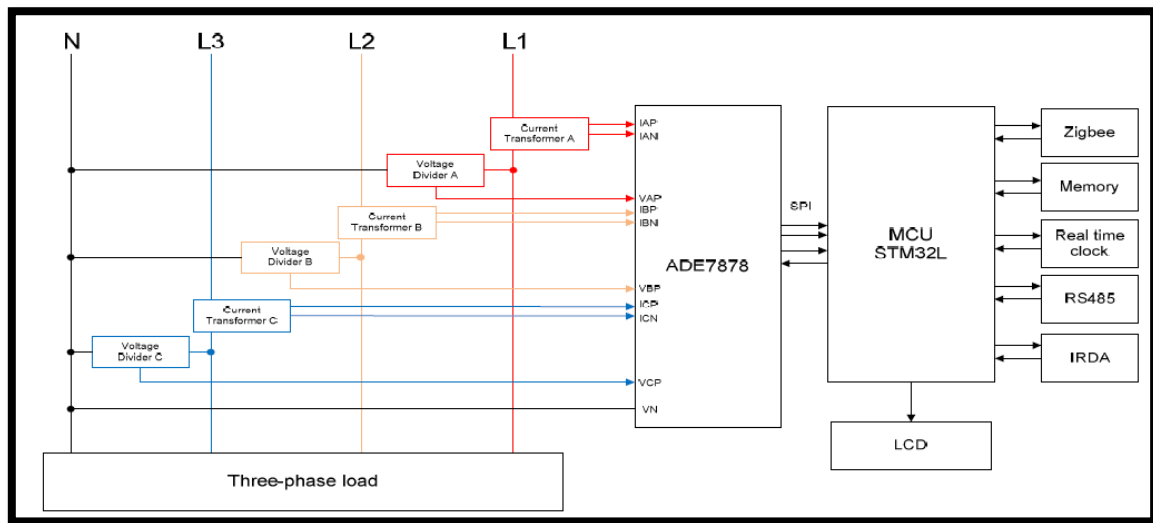 N
L3
L2
L1
Current
Transformer A
IAP
IAN
Voltage
Divider A
VAP
Current
Transformer B
IBP
IBN
Voltage
Divider B
VBP
Current
Transformer C
ICP
ICN
Voltage
Divider C
VCP
VN
ADE7878
SPI
MCU
STM32L
Zigbee
Memory
Real time
clock
RS485
IRDA
LCD
Three-phase load